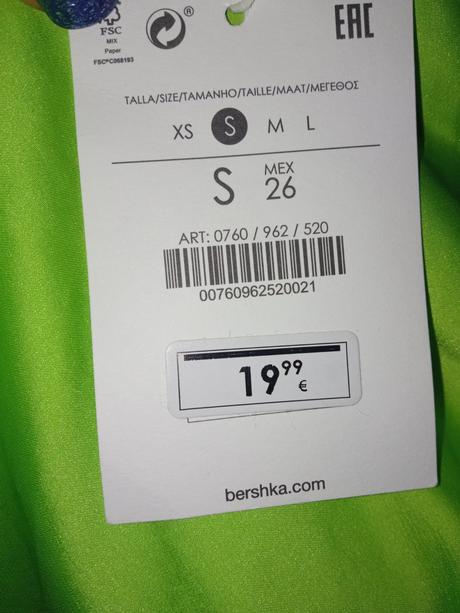 FSC
MIX
Paper
FSC® C068193
®
EAC
TALLA/SIZE/TAMANHO/TAILLE/MAAT/ΜΕΓΕΘΟΣ
XS S M L
S MEX 26
ART: 0760 / 962 / 520
00760962520021
19⁹⁹ €
bershka.com